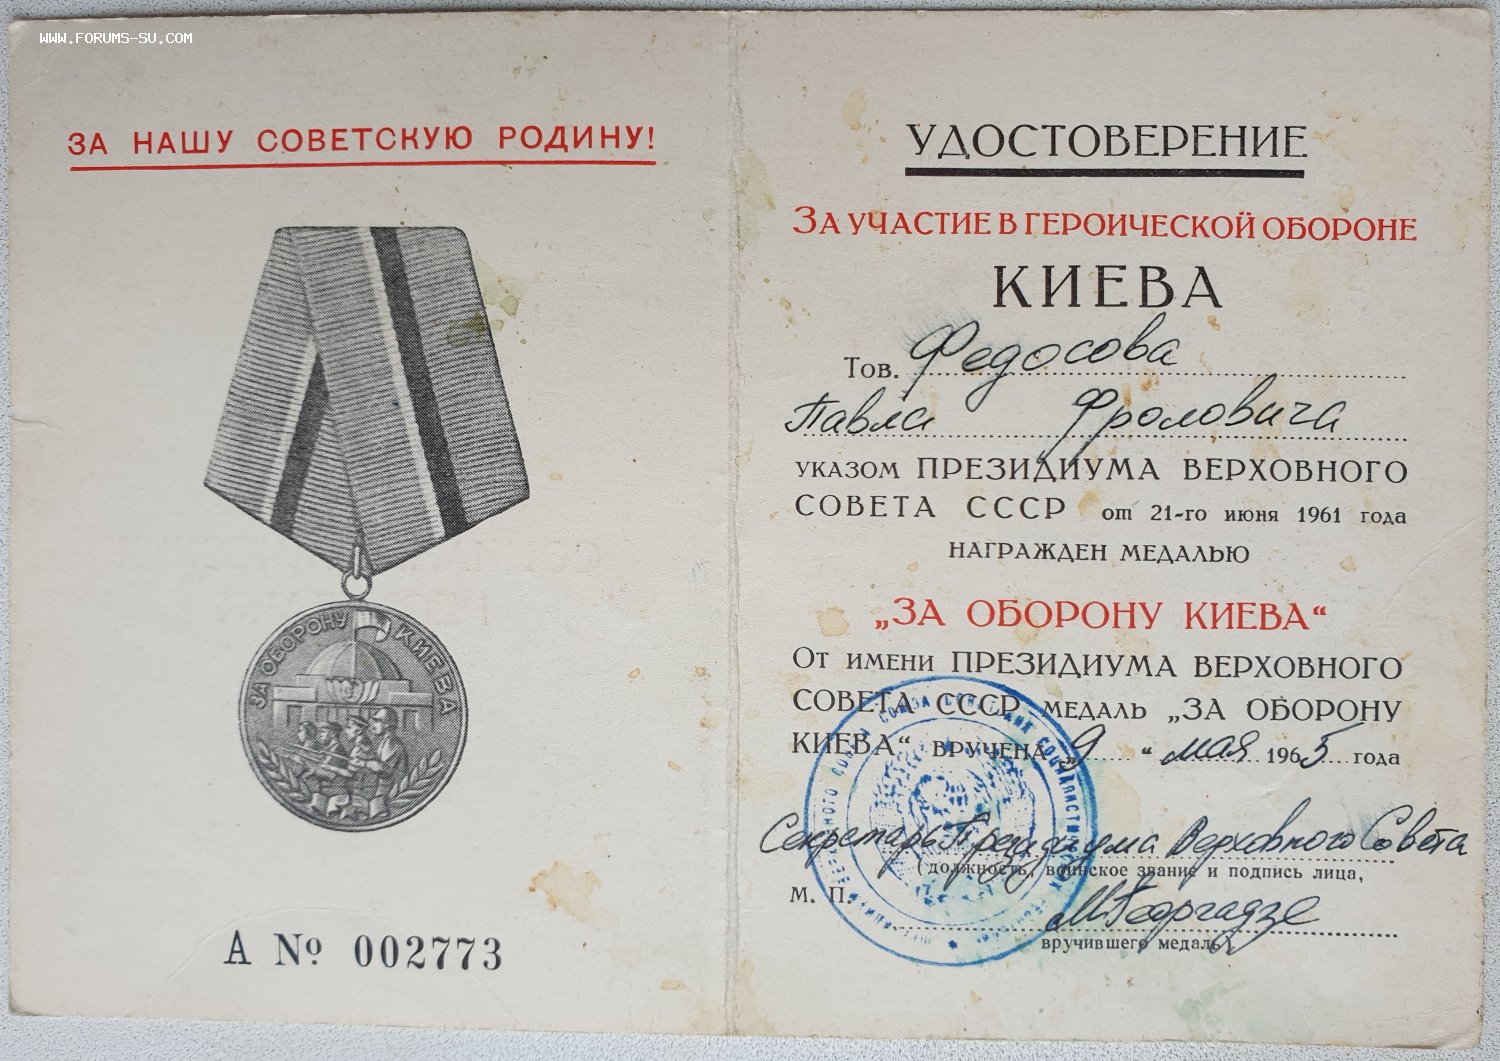 WWW.FORUMS-SU.COM
ЗА НАШУ СОВЕТСКУЮ РОДИНУ!
ЗА ОБОРОНУ КИЕВА
А № 002773
УДОСТОВЕРЕНИЕ
ЗА УЧАСТИЕ В ГЕРОИЧЕСКОЙ ОБОРОНЕ
КИЕВА
Тов. Федосова
Павла Фроловича
УКАЗОМ ПРЕЗИДИУМА ВЕРХОВНОГО
СОВЕТА СССР от 21-го июня 1961 года
НАГРАЖДЕН МЕДАЛЬЮ
„ЗА ОБОРОНУ КИЕВА“
ОТ ИМЕНИ ПРЕЗИДИУМА ВЕРХОВНОГО
СОВЕТА СССР МЕДАЛЬ „ЗА ОБОРОНУ
КИЕВА“ ВРУЧЕНА „9 “ мая 1965 года
Секретарь Президиума Верховного Совета
(должность, воинское звание и подпись лица,
М. П.
М Георгадзе
вручившего медаль)